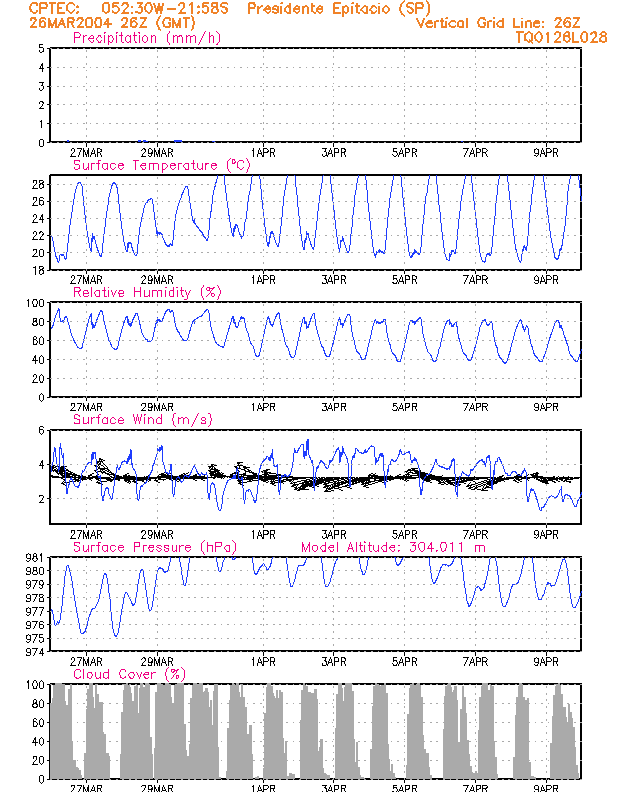 CPTEC: 052:30W-21:58S Presidente Epitacio (SP)
26MAR2004 26Z (GMT) Vertical Grid Line: 26Z
Precipitation (mm/h) TQ0126L028
5
4
3
2
1
0
27MAR 29MAR 1APR 3APR 5APR 7APR 9APR
Surface Temperature (°C)
28
26
24
22
20
18
27MAR 29MAR 1APR 3APR 5APR 7APR 9APR
Relative Humidity (%)
100
80
60
40
20
0
27MAR 29MAR 1APR 3APR 5APR 7APR 9APR
Surface Wind (m/s)
6
4
2
27MAR 29MAR 1APR 3APR 5APR 7APR 9APR
Surface Pressure (hPa) Model Altitude: 304.011 m
981
980
979
978
977
976
975
974
27MAR 29MAR 1APR 3APR 5APR 7APR 9APR
Cloud Cover (%)
100
80
60
40
20
0
27MAR 29MAR 1APR 3APR 5APR 7APR 9APR